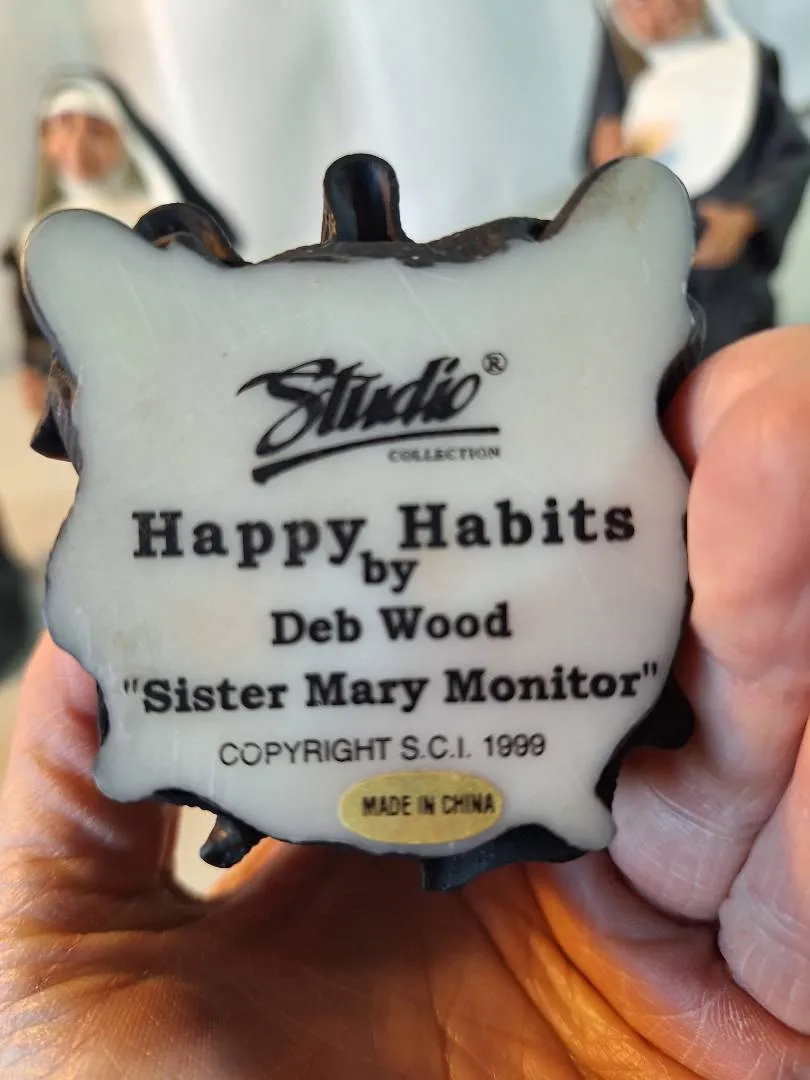 Studio®
COLLECTION
Happy Habits
by
Deb Wood
"Sister Mary Monitor"
COPYRIGHT S.C.I. 1999
MADE IN CHINA